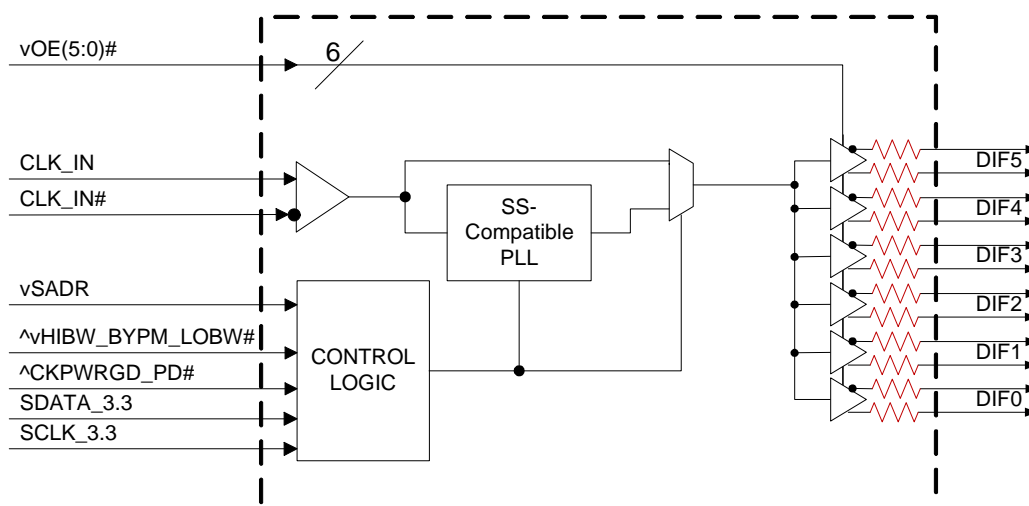 vOE(5:0)#
6
CLK_IN
CLK_IN#
SS-
Compatible
PLL
vSADR
^vHIBW_BYPM_LOBW#
^CKPWRGD_PD#
SDATA_3.3
SCLK_3.3
CONTROL
LOGIC
DIF5
DIF4
DIF3
DIF2
DIF1
DIF0